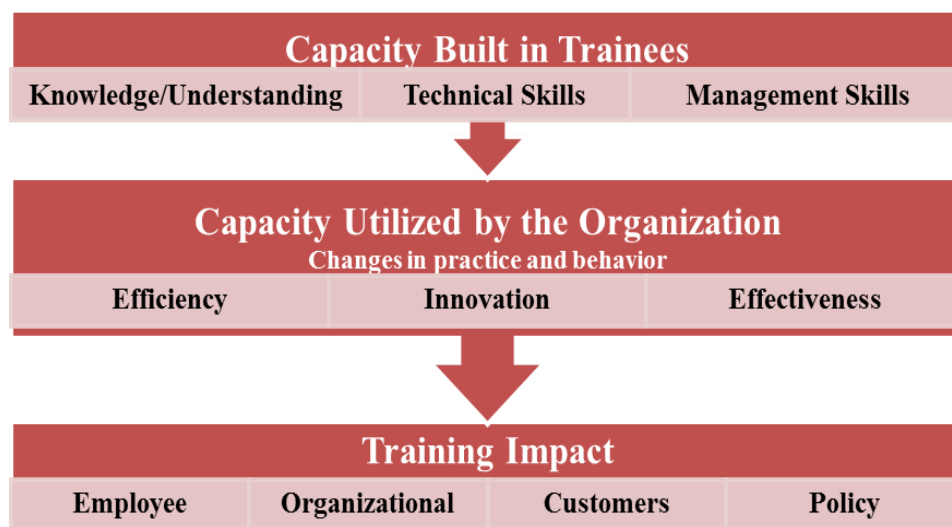 Capacity Built in Trainees
Knowledge/Understanding Technical Skills Management Skills
Capacity Utilized by the Organization
Changes in practice and behavior
Efficiency Innovation Effectiveness
Training Impact
Employee Organizational Customers Policy